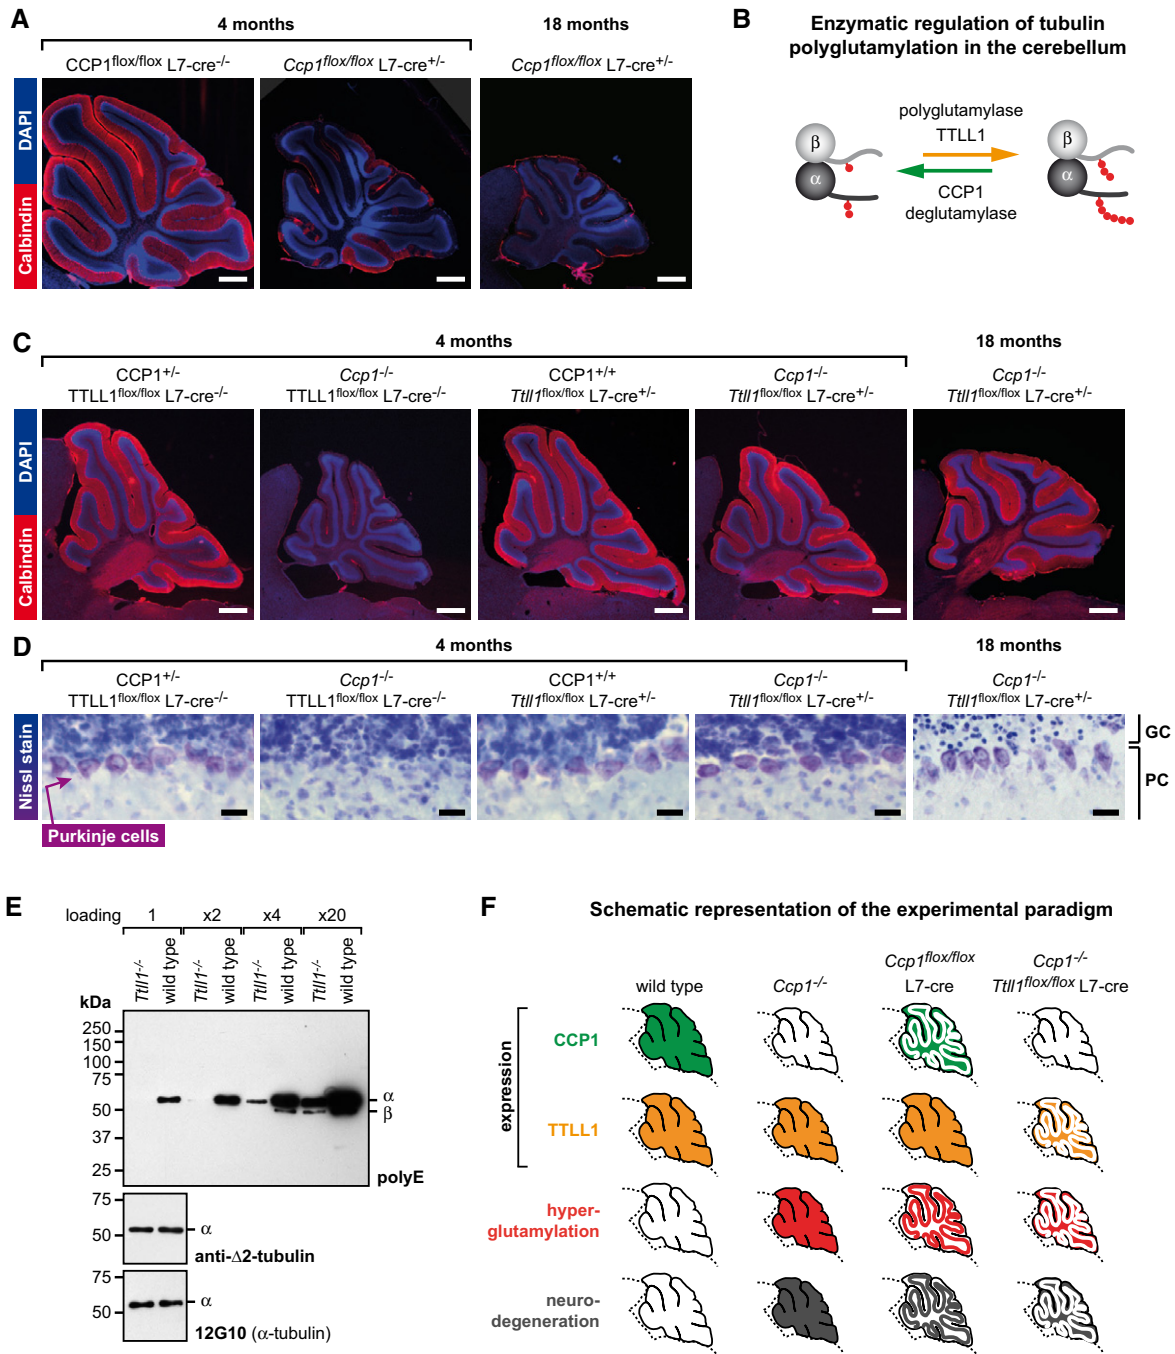 A
4 months
18 months
CCP1flox/flox L7-cre-/-
Ccp1flox/flox L7-cre+/-
Ccp1flox/flox L7-cre+/-
DAPI
Calbindin
B
Enzymatic regulation of tubulin
polyglutamylation in the cerebellum
polyglutamylase
TTLL1
CCP1
deglutamylase
β
α
β
α
C
4 months
18 months
CCP1+/-
TTLL1flox/flox L7-cre-/-
Ccp1-/-
TTLL1flox/flox L7-cre-/-
CCP1+/+
Ttll1flox/flox L7-cre+/-
Ccp1-/-
Ttll1flox/flox L7-cre+/-
Ccp1-/-
Ttll1flox/flox L7-cre+/-
DAPI
Calbindin
D
4 months
18 months
CCP1+/-
TTLL1flox/flox L7-cre-/-
Ccp1-/-
TTLL1flox/flox L7-cre-/-
CCP1+/+
Ttll1flox/flox L7-cre+/-
Ccp1-/-
Ttll1flox/flox L7-cre+/-
Ccp1-/-
Ttll1flox/flox L7-cre+/-
Nissl stain
GC
PC
Purkinje cells
E
loading 1 x2 x4 x20
Ttll1-/-
wild type
Ttll1-/-
wild type
Ttll1-/-
wild type
Ttll1-/-
wild type
kDa
250
150
100
75
50
37
25
α
β
polyE
75
50
α
anti-Δ2-tubulin
75
50
α
12G10 (α-tubulin)
F
Schematic representation of the experimental paradigm
wild type
Ccp1-/-
Ccp1flox/flox
L7-cre
Ccp1-/-
Ttll1flox/flox L7-cre
expression
CCP1
TTLL1
hyper-
glutamylation
neuro-
degeneration